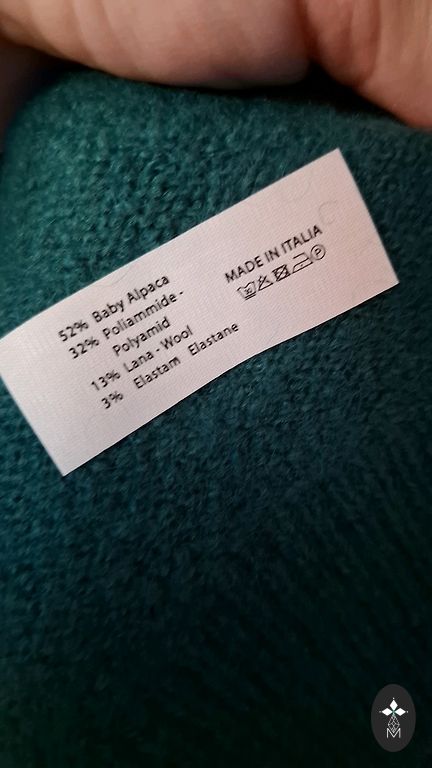 52% Baby Alpaca
32% Poliammide -
Polyamid
13% Lana - Wool
3% Elastam Elastane
MADE IN ITALIA
M